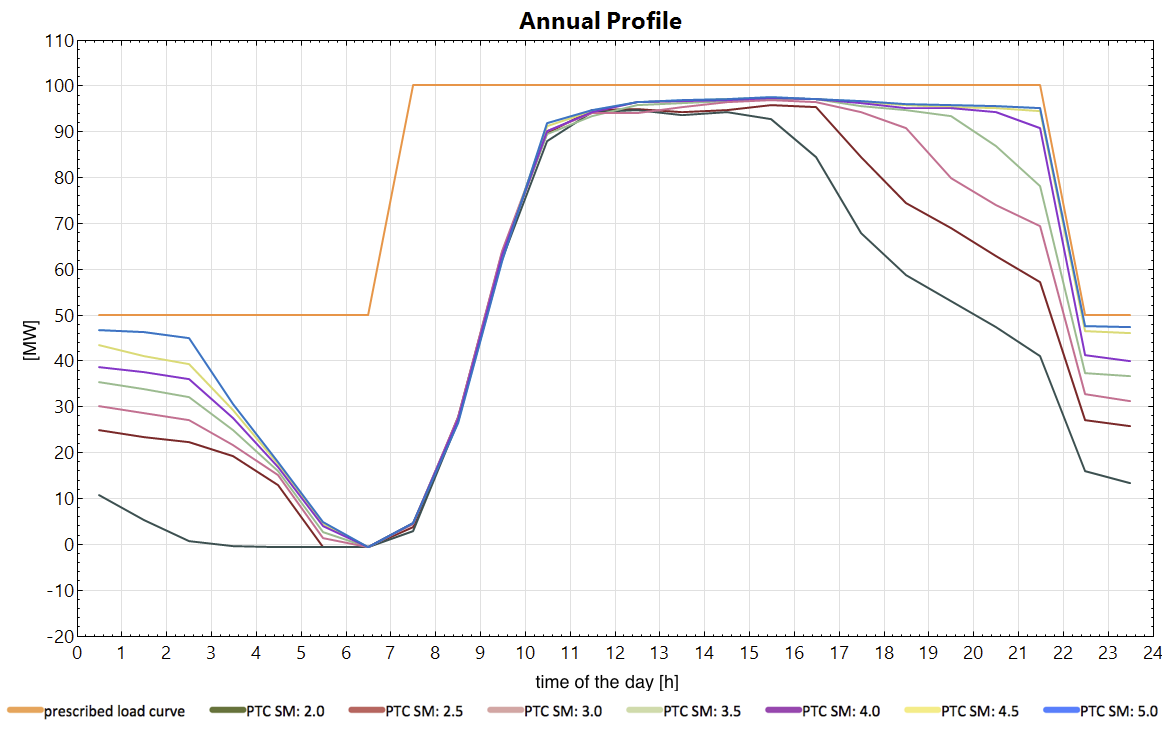 Annual Profile
110
100
90
80
70
60
50
40
30
20
10
0
-10
-20
[MW]
0 1 2 3 4 5 6 7 8 9 10 11 12 13 14 15 16 17 18 19 20 21 22 23 24
time of the day [h]
prescribed load curve PTC SM: 2.0 PTC SM: 2.5 PTC SM: 3.0 PTC SM: 3.5 PTC SM: 4.0 PTC SM: 4.5 PTC SM: 5.0